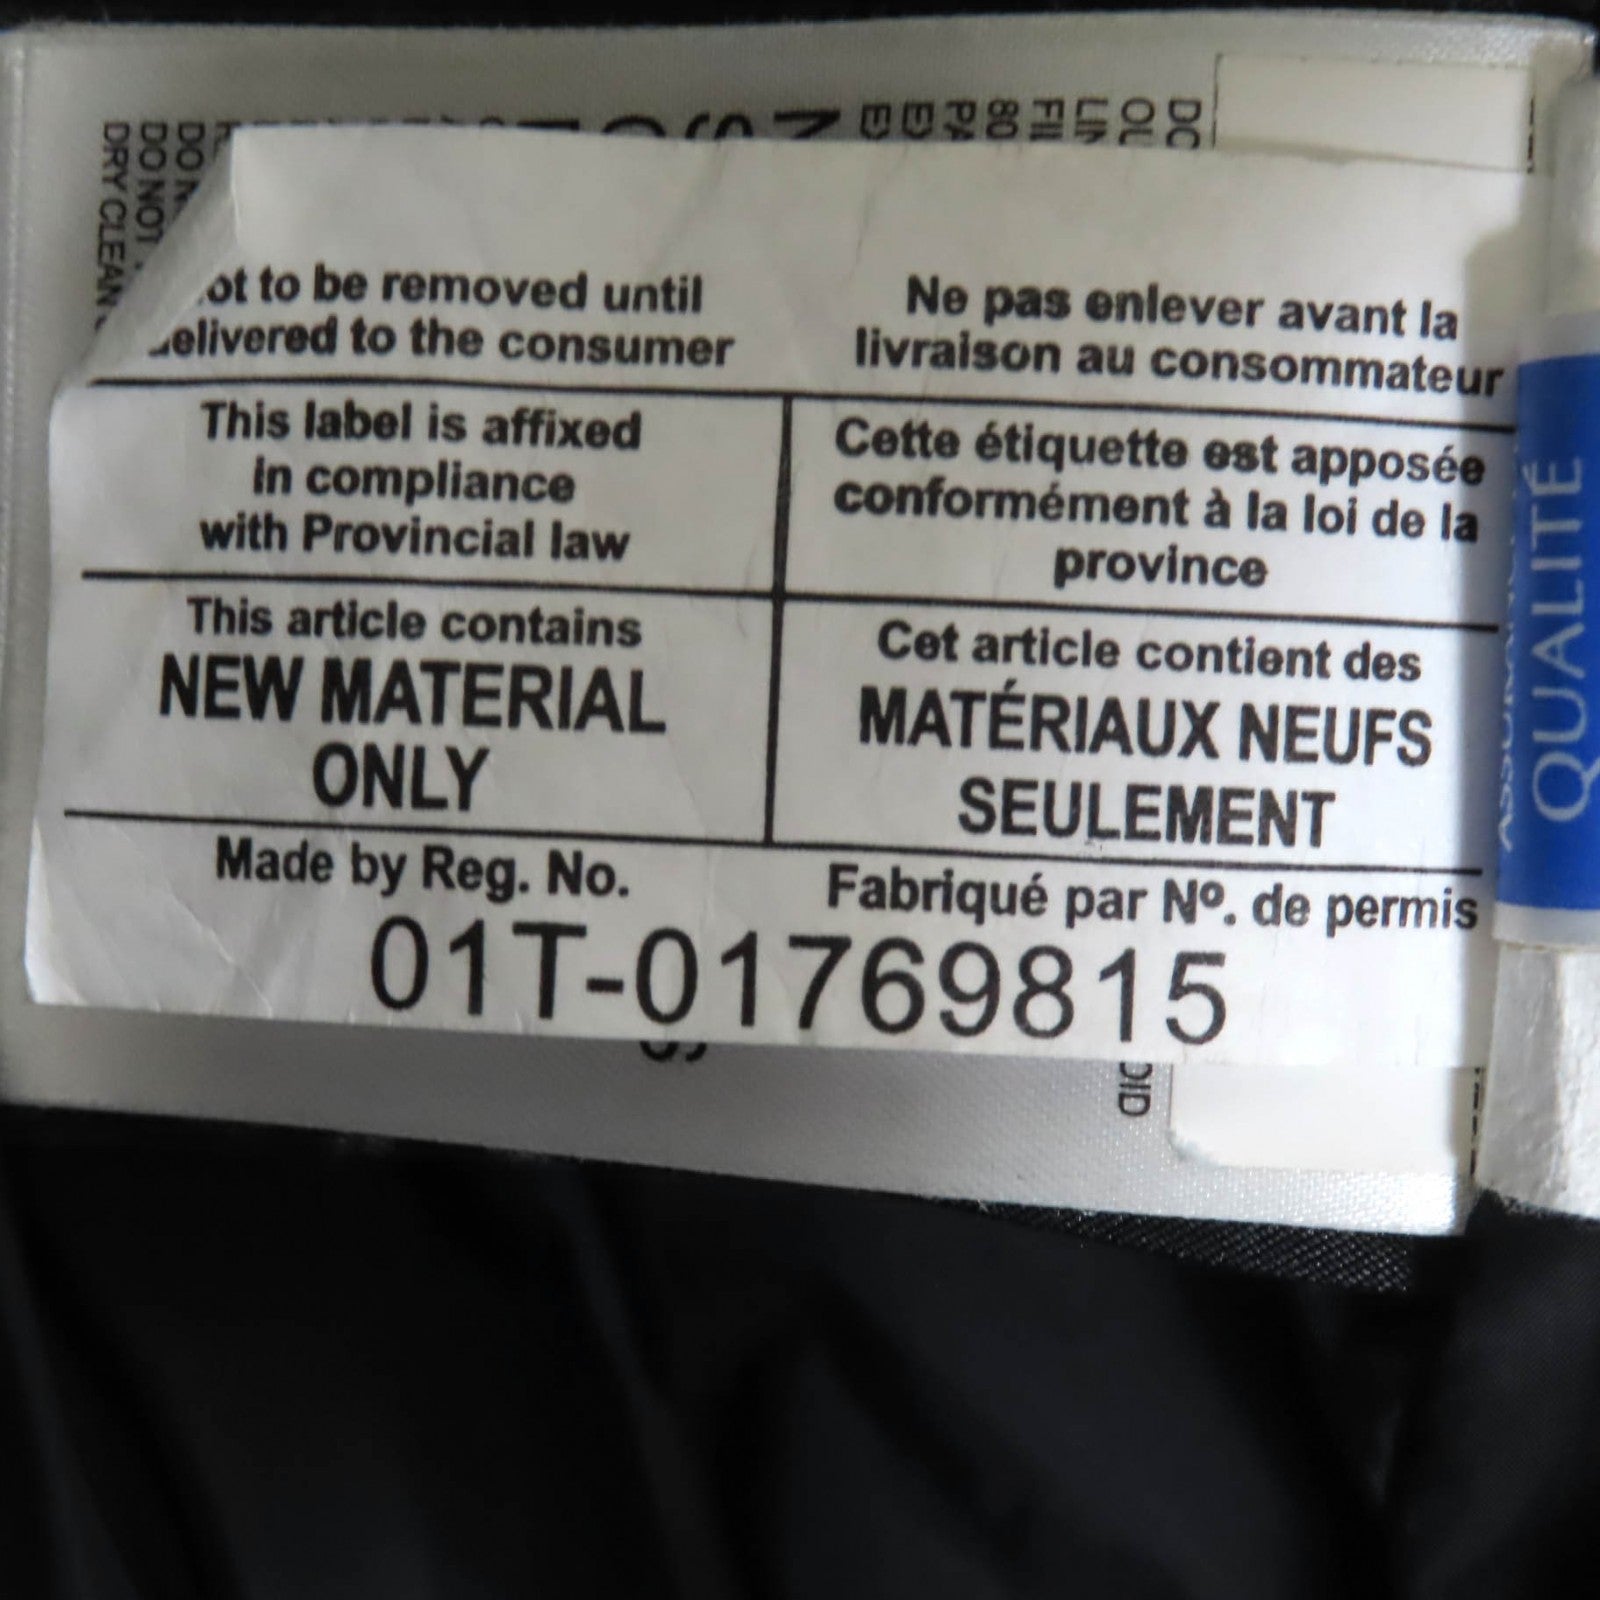 to be removed until
delivered to the consumer
Ne pas enlever avant la
livraison au consommateur
This label is affixed
in compliance
with Provincial law
Cette étiquette est apposée
conformément à la loi de la
province
This article contains
NEW MATERIAL
ONLY
Cet article contient des
MATÉRIAUX NEUFS
SEULEMENT
Made by Reg. No.
Fabriqué par Nº. de permis
01T-01769815
QUALITÉ
DO NOT
DRY CLEAN